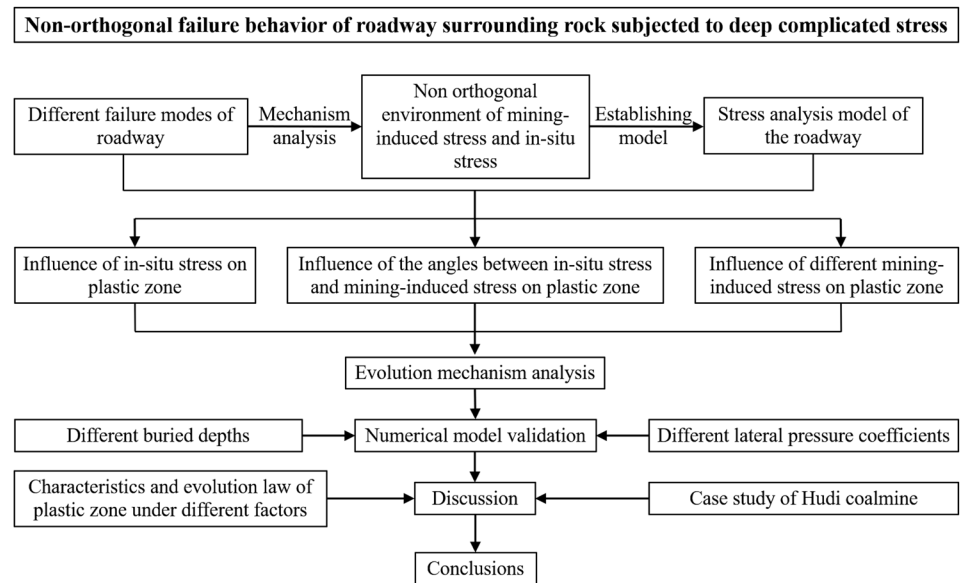 Non-orthogonal failure behavior of roadway surrounding rock subjected to deep complicated stress
Different failure modes of
roadway
Mechanism
analysis
Non orthogonal
environment of mining-
induced stress and in-situ
stress
Establishing
model
Stress analysis model of
the roadway
Influence of in-situ stress on
plastic zone
Influence of the angles between in-situ stress
and mining-induced stress on plastic zone
Influence of different mining-
induced stress on plastic zone
Evolution mechanism analysis
Different buried depths
Numerical model validation
Different lateral pressure coefficients
Characteristics and evolution law of
plastic zone under different factors
Discussion
Case study of Hudi coalmine
Conclusions